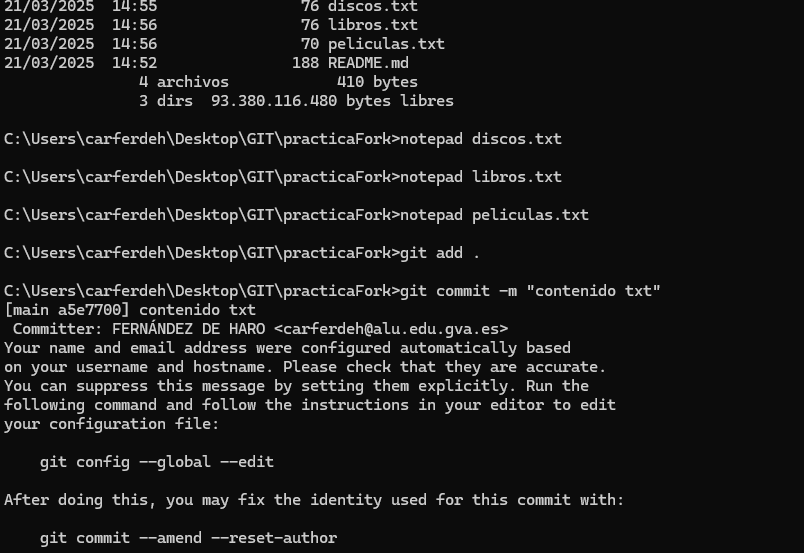 21/03/2025  14:55                76 discos.txt
21/03/2025  14:56                76 libros.txt
21/03/2025  14:56                70 peliculas.txt
21/03/2025  14:52               188 README.md
               4 archivos            410 bytes
               3 dirs  93.380.116.480 bytes libres
C:\Users\carferdeh\Desktop\GIT\practicaFork>notepad discos.txt
C:\Users\carferdeh\Desktop\GIT\practicaFork>notepad libros.txt
C:\Users\carferdeh\Desktop\GIT\practicaFork>notepad peliculas.txt
C:\Users\carferdeh\Desktop\GIT\practicaFork>git add .
C:\Users\carferdeh\Desktop\GIT\practicaFork>git commit -m "contenido txt"
[main a5e7700] contenido txt
 Committer: FERNÁNDEZ DE HARO <carferdeh@alu.edu.gva.es>
Your name and email address were configured automatically based
on your username and hostname. Please check that they are accurate.
You can suppress this message by setting them explicitly. Run the
following command and follow the instructions in your editor to edit
your configuration file:
    git config --global --edit
After doing this, you may fix the identity used for this commit with:
    git commit --amend --reset-author